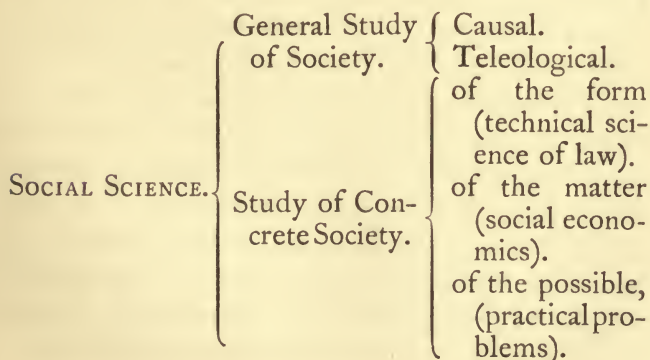 General Study
of Society.
Causal.
Teleological.
SOCIAL SCIENCE.
Study of Con-
crete Society.
of the form
(technical sci-
ence of law).
of the matter
(social econo-
mics).
of the possible,
(practical pro-
blems).